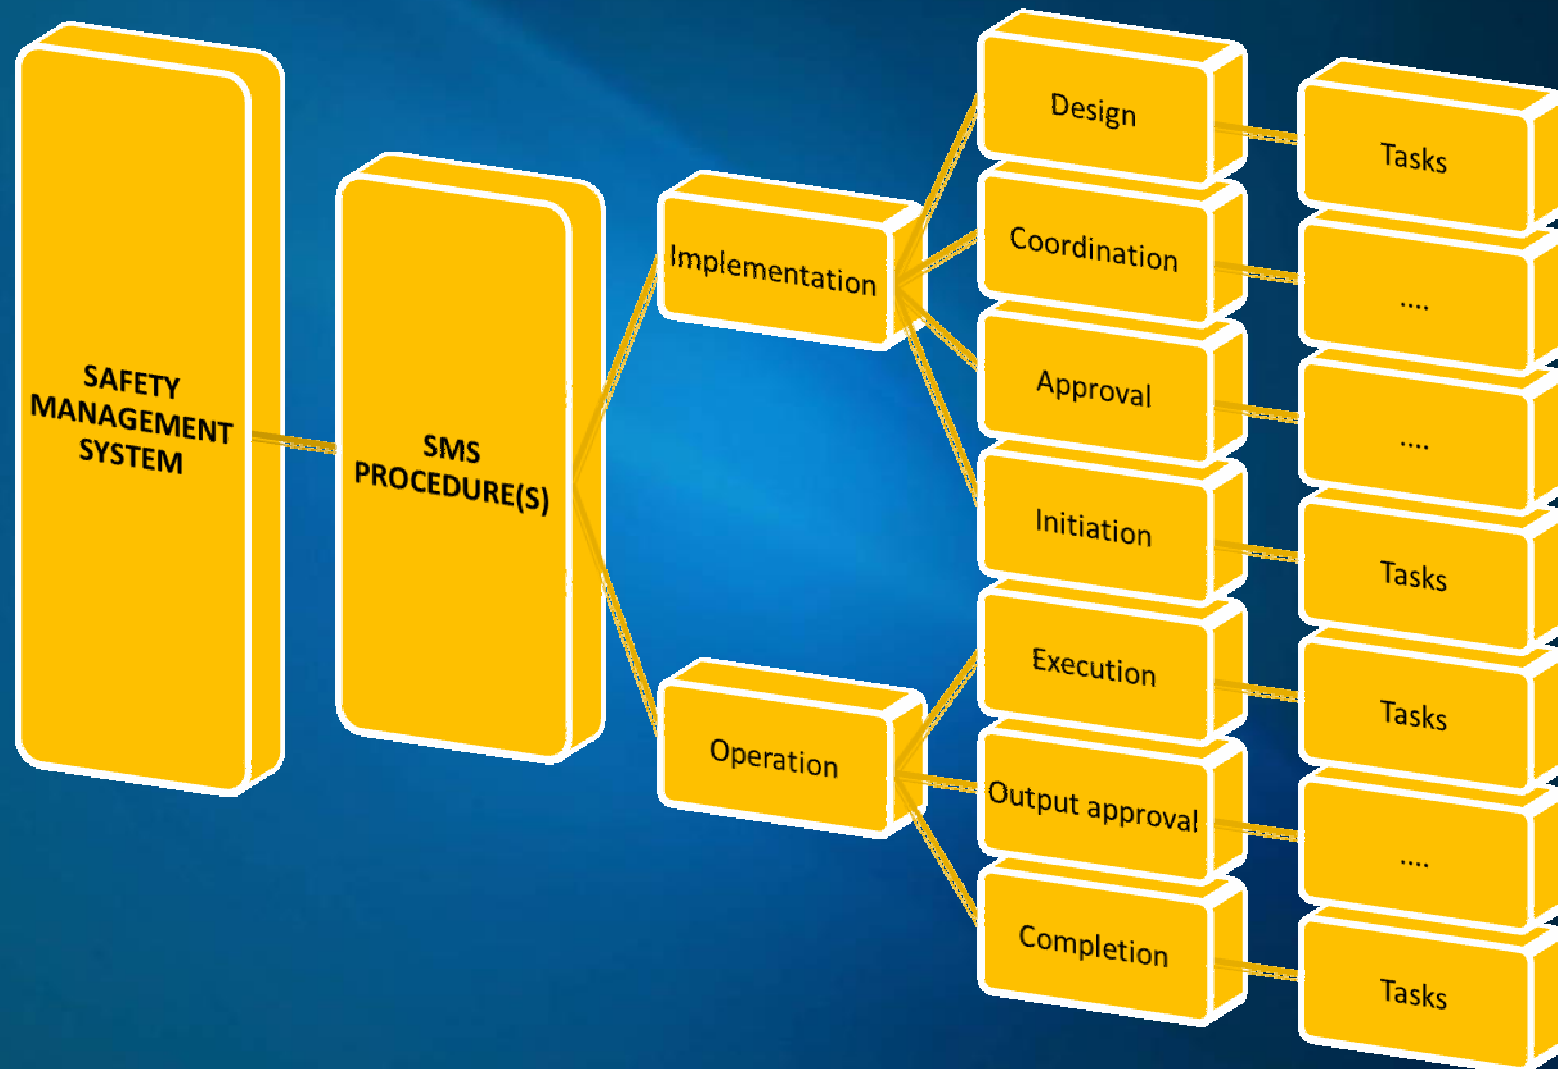 SAFETY
MANAGEMENT
SYSTEM
SMS
PROCEDURE(S)
Implementation
Operation
Design
Coordination
Approval
Initiation
Execution
Output approval
Completion
Tasks
....
....
Tasks
Tasks
....
Tasks